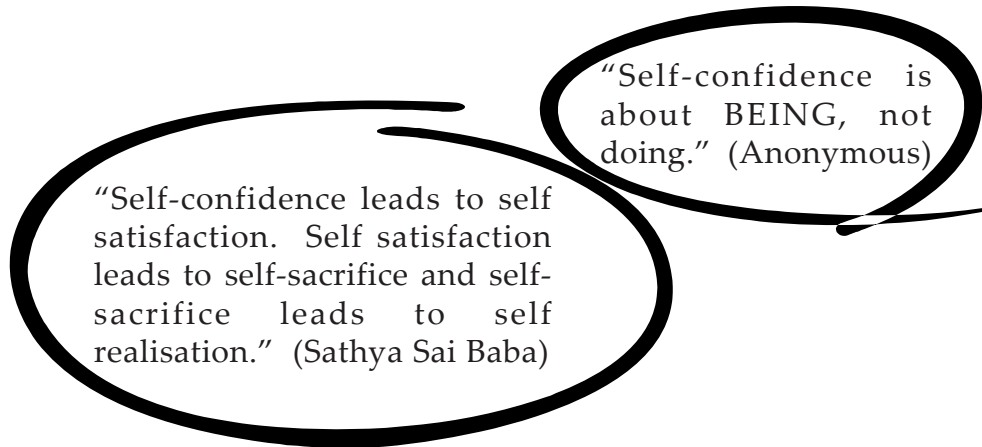 “Self-confidence is
about BEING, not
doing.” (Anonymous)
“Self-confidence leads to self
satisfaction. Self satisfaction
leads to self-sacrifice and self-
sacrifice leads to self
realisation.” (Sathya Sai Baba)